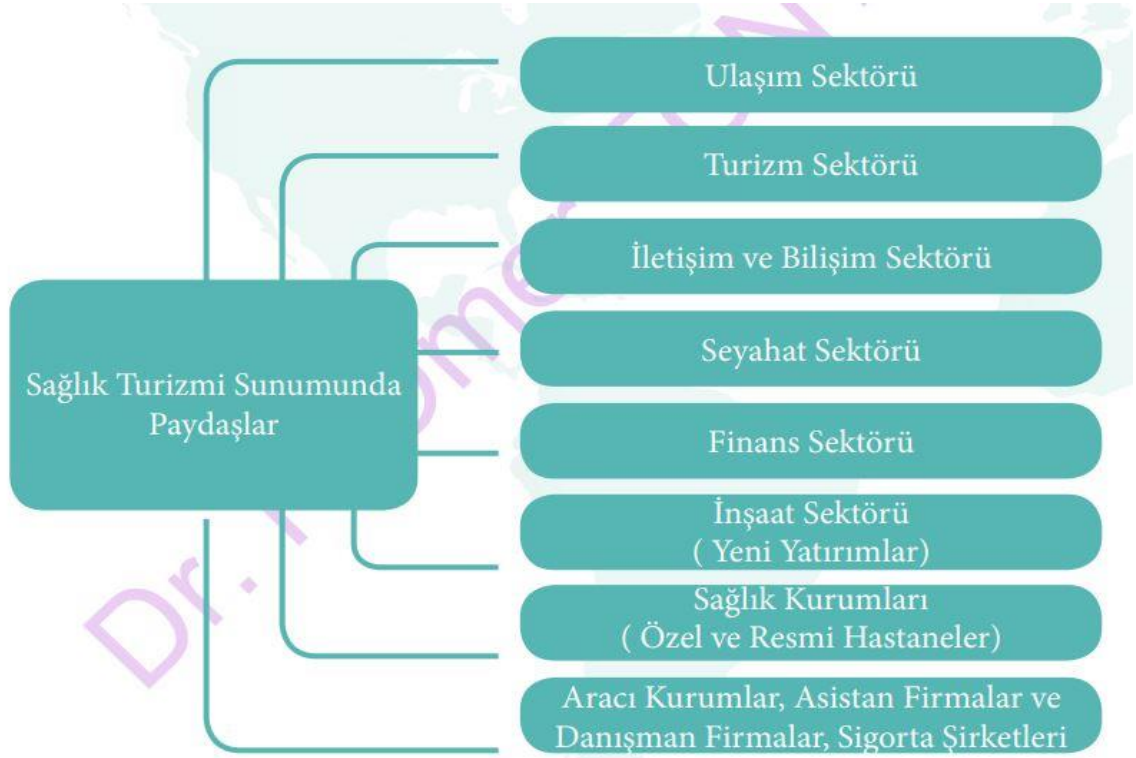 Ulaşım Sektörü
Turizm Sektörü
İletişim ve Bilişim Sektörü
Seyahat Sektörü
Sağlık Turizmi Sunumunda
Paydaşlar
Finans Sektörü
İnşaat Sektörü
( Yeni Yatırımlar)
Sağlık Kurumları
( Özel ve Resmi Hastaneler)
Aracı Kurumlar, Asistan Firmalar ve
Danışman Firmalar, Sigorta Şirketleri
Dr.